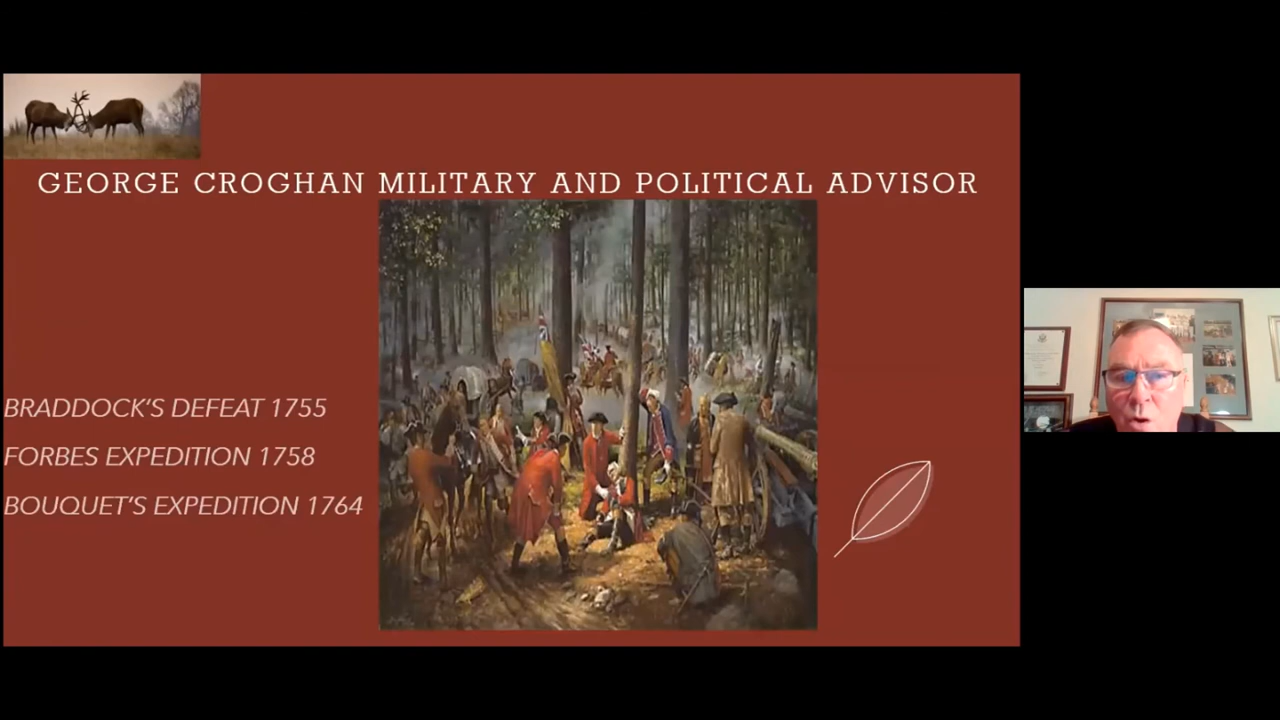 GEORGE CROGHAN MILITARY AND POLITICAL ADVISOR
BRADDOCK'S DEFEAT 1755
FORBES EXPEDITION 1758
BOUQUET'S EXPEDITION 1764